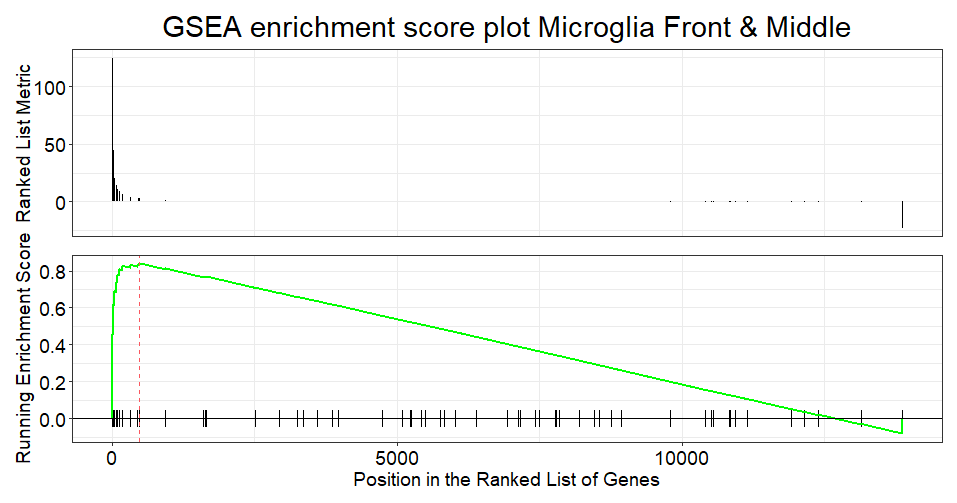 GSEA enrichment score plot Microglia Front & Middle
Ranked List Metric
100
50
0
Running Enrichment Score
0.8
0.6
0.4
0.2
0.0
0 5000 10000
Position in the Ranked List of Genes